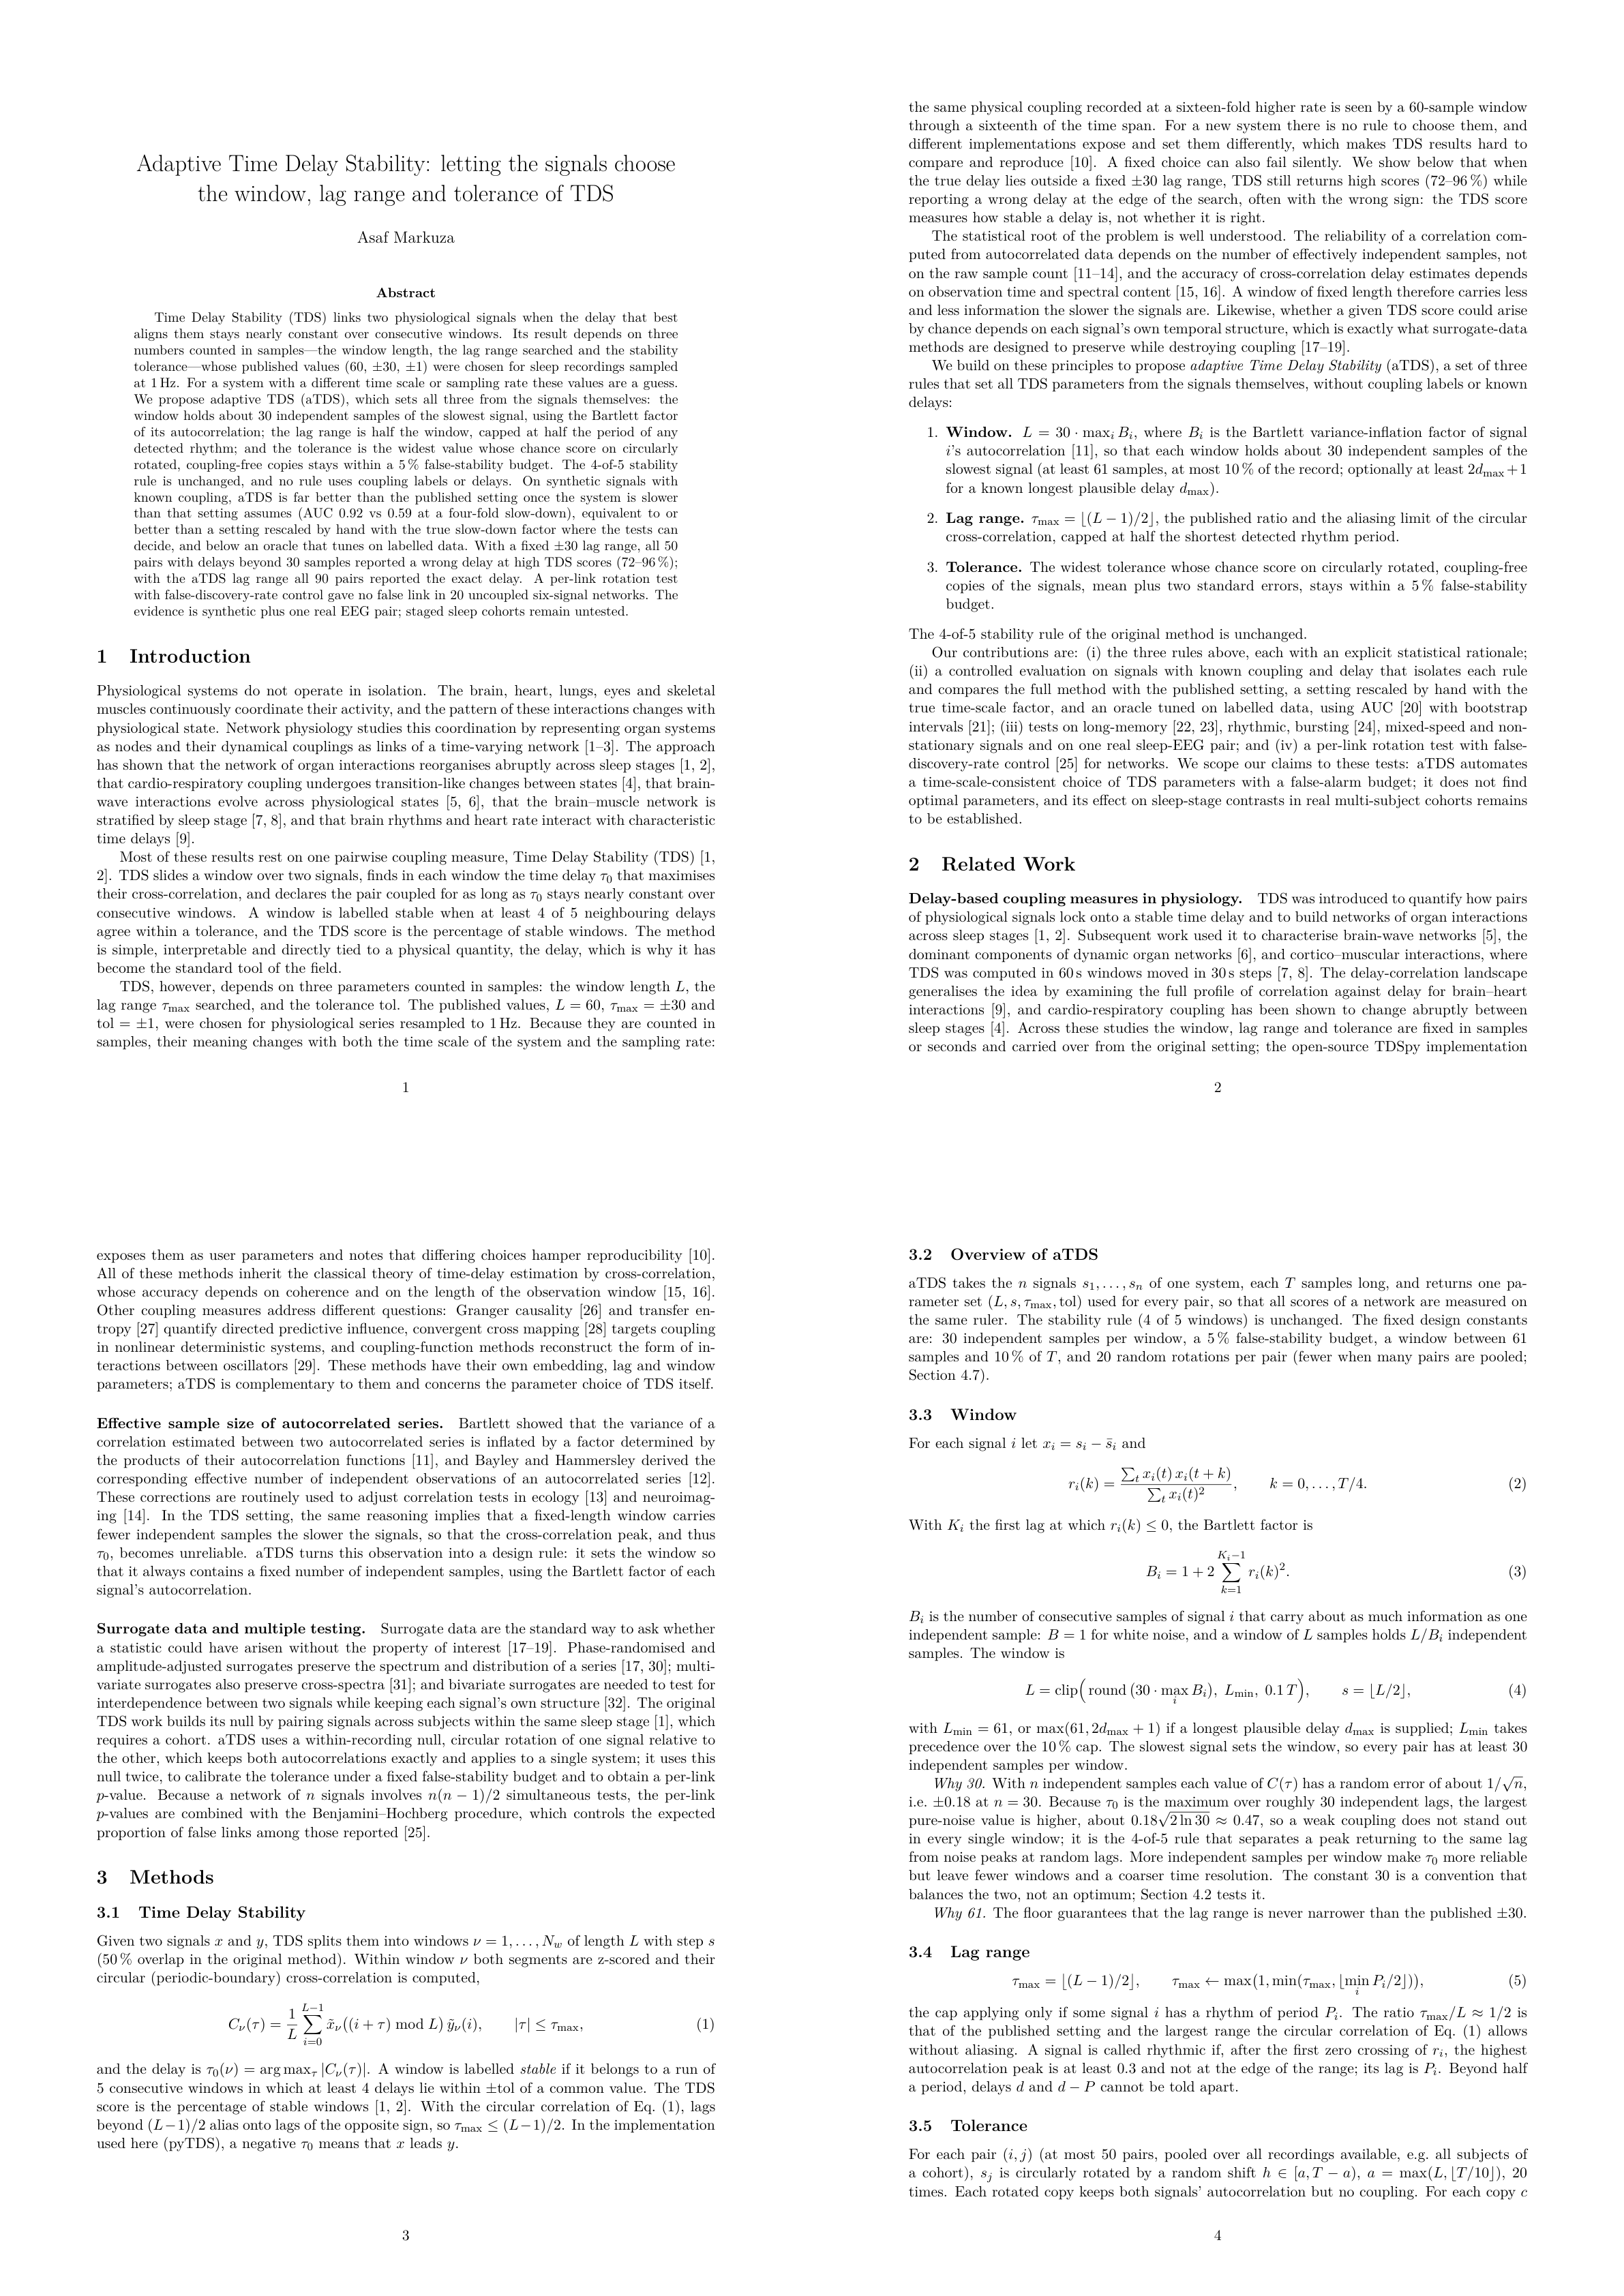 Adaptive Time Delay Stability: letting the signals choose
the window, lag range and tolerance of TDS
Asaf Markuza
Abstract
Time Delay Stability (TDS) links two physiological signals when the delay that best
aligns them stays nearly constant over consecutive windows. Its result depends on three
numbers counted in samples—the window length, the lag range searched and the stability
tolerance—whose published values (60, ±30, ±1) were chosen for sleep recordings sampled
at 1 Hz. For a system with a different time scale or sampling rate these values are a guess.
We propose adaptive TDS (aTDS), which sets all three from the signals themselves: the
window holds about 30 independent samples of the slowest signal, using the Bartlett factor
of its autocorrelation; the lag range is half the window, capped at half the period of any
detected rhythm; and the tolerance is the widest value whose chance score on circularly
rotated, coupling-free copies stays within a 5 % false-stability budget. The 4-of-5 stability
rule is unchanged, and no rule uses coupling labels or delays. On synthetic signals with
known coupling, aTDS is far better than the published setting once the system is slower
than that setting assumes (AUC 0.92 vs 0.59 at a four-fold slow-down), equivalent to or
better than a setting rescaled by hand with the true slow-down factor where the tests can
decide, and below an oracle that tunes on labelled data. With a fixed ±30 lag range, all 50
pairs with delays beyond 30 samples reported a wrong delay at high TDS scores (72–96 %);
with the aTDS lag range all 90 pairs reported the exact delay. A per-link rotation test
with false-discovery-rate control gave no false link in 20 uncoupled six-signal networks. The
evidence is synthetic plus one real EEG pair; staged sleep cohorts remain untested.
1 Introduction
Physiological systems do not operate in isolation. The brain, heart, lungs, eyes and skeletal
muscles continuously coordinate their activity, and the pattern of these interactions changes with
physiological state. Network physiology studies this coordination by representing organ systems
as nodes and their dynamical couplings as links of a time-varying network [1–3]. The approach
has shown that the network of organ interactions reorganises abruptly across sleep stages [1, 2],
that cardio-respiratory coupling undergoes transition-like changes between states [4], that brain-
wave interactions evolve across physiological states [5, 6], that the brain–muscle network is
stratified by sleep stage [7, 8], and that brain rhythms and heart rate interact with characteristic
time delays [9].
Most of these results rest on one pairwise coupling measure, Time Delay Stability (TDS) [1,
2]. TDS slides a window over two signals, finds in each window the time delay τ0 that maximises
their cross-correlation, and declares the pair coupled for as long as τ0 stays nearly constant over
consecutive windows. A window is labelled stable when at least 4 of 5 neighbouring delays
agree within a tolerance, and the TDS score is the percentage of stable windows. The method
is simple, interpretable and directly tied to a physical quantity, the delay, which is why it has
become the standard tool of the field.
TDS, however, depends on three parameters counted in samples: the window length L, the
lag range τmax searched, and the tolerance tol. The published values, L = 60, τmax = ±30 and
tol = ±1, were chosen for physiological series resampled to 1 Hz. Because they are counted in
samples, their meaning changes with both the time scale of the system and the sampling rate:
1
the same physical coupling recorded at a sixteen-fold higher rate is seen by a 60-sample window
through a sixteenth of the time span. For a new system there is no rule to choose them, and
different implementations expose and set them differently, which makes TDS results hard to
compare and reproduce [10]. A fixed choice can also fail silently. We show below that when
the true delay lies outside a fixed ±30 lag range, TDS still returns high scores (72–96 %) while
reporting a wrong delay at the edge of the search, often with the wrong sign: the TDS score
measures how stable a delay is, not whether it is right.
The statistical root of the problem is well understood. The reliability of a correlation com-
puted from autocorrelated data depends on the number of effectively independent samples, not
on the raw sample count [11–14], and the accuracy of cross-correlation delay estimates depends
on observation time and spectral content [15, 16]. A window of fixed length therefore carries less
and less information the slower the signals are. Likewise, whether a given TDS score could arise
by chance depends on each signal's own temporal structure, which is exactly what surrogate-data
methods are designed to preserve while destroying coupling [17–19].
We build on these principles to propose adaptive Time Delay Stability (aTDS), a set of three
rules that set all TDS parameters from the signals themselves, without coupling labels or known
delays:
1. Window. L = 30 · maxi Bi, where Bi is the Bartlett variance-inflation factor of signal
i's autocorrelation [11], so that each window holds about 30 independent samples of the
slowest signal (at least 61 samples, at most 10 % of the record; optionally at least 2dmax + 1
for a known longest plausible delay dmax).
2. Lag range. τmax = ⌊(L − 1)/2⌋, the published ratio and the aliasing limit of the circular
cross-correlation, capped at half the shortest detected rhythm period.
3. Tolerance. The widest tolerance whose chance score on circularly rotated, coupling-free
copies of the signals, mean plus two standard errors, stays within a 5 % false-stability
budget.
The 4-of-5 stability rule of the original method is unchanged.
Our contributions are: (i) the three rules above, each with an explicit statistical rationale;
(ii) a controlled evaluation on signals with known coupling and delay that isolates each rule
and compares the full method with the published setting, a setting rescaled by hand with the
true time-scale factor, and an oracle tuned on labelled data, using AUC [20] with bootstrap
intervals [21]; (iii) tests on long-memory [22, 23], rhythmic, bursting [24], mixed-speed and non-
stationary signals and on one real sleep-EEG pair; and (iv) a per-link rotation test with false-
discovery-rate control [25] for networks. We scope our claims to these tests: aTDS automates
a time-scale-consistent choice of TDS parameters with a false-alarm budget; it does not find
optimal parameters, and its effect on sleep-stage contrasts in real multi-subject cohorts remains
to be established.
2 Related Work
Delay-based coupling measures in physiology. TDS was introduced to quantify how pairs
of physiological signals lock onto a stable time delay and to build networks of organ interactions
across sleep stages [1, 2]. Subsequent work used it to characterise brain-wave networks [5], the
dominant components of dynamic organ networks [6], and cortico–muscular interactions, where
TDS was computed in 60 s windows moved in 30 s steps [7, 8]. The delay-correlation landscape
generalises the idea by examining the full profile of correlation against delay for brain–heart
interactions [9], and cardio-respiratory coupling has been shown to change abruptly between
sleep stages [4]. Across these studies the window, lag range and tolerance are fixed in samples
or seconds and carried over from the original setting; the open-source TDSpy implementation
2
exposes them as user parameters and notes that differing choices hamper reproducibility [10].
All of these methods inherit the classical theory of time-delay estimation by cross-correlation,
whose accuracy depends on coherence and on the length of the observation window [15, 16].
Other coupling measures address different questions: Granger causality [26] and transfer en-
tropy [27] quantify directed predictive influence, convergent cross mapping [28] targets coupling
in nonlinear deterministic systems, and coupling-function methods reconstruct the form of in-
teractions between oscillators [29]. These methods have their own embedding, lag and window
parameters; aTDS is complementary to them and concerns the parameter choice of TDS itself.
Effective sample size of autocorrelated series. Bartlett showed that the variance of a
correlation estimated between two autocorrelated series is inflated by a factor determined by
the products of their autocorrelation functions [11], and Bayley and Hammersley derived the
corresponding effective number of independent observations of an autocorrelated series [12].
These corrections are routinely used to adjust correlation tests in ecology [13] and neuroimag-
ing [14]. In the TDS setting, the same reasoning implies that a fixed-length window carries
fewer independent samples the slower the signals, so that the cross-correlation peak, and thus
τ0, becomes unreliable. aTDS turns this observation into a design rule: it sets the window so
that it always contains a fixed number of independent samples, using the Bartlett factor of each
signal's autocorrelation.
Surrogate data and multiple testing. Surrogate data are the standard way to ask whether
a statistic could have arisen without the property of interest [17–19]. Phase-randomised and
amplitude-adjusted surrogates preserve the spectrum and distribution of a series [17, 30]; multi-
variate surrogates also preserve cross-spectra [31]; and bivariate surrogates are needed to test for
interdependence between two signals while keeping each signal's own structure [32]. The original
TDS work builds its null by pairing signals across subjects within the same sleep stage [1], which
requires a cohort. aTDS uses a within-recording null, circular rotation of one signal relative to
the other, which keeps both autocorrelations exactly and applies to a single system; it uses this
null twice, to calibrate the tolerance under a fixed false-stability budget and to obtain a per-link
p-value. Because a network of n signals involves n(n − 1)/2 simultaneous tests, the per-link
p-values are combined with the Benjamini–Hochberg procedure, which controls the expected
proportion of false links among those reported [25].
3 Methods
3.1 Time Delay Stability
Given two signals x and y, TDS splits them into windows ν = 1, . . . , Nw of length L with step s
(50 % overlap in the original method). Within window ν both segments are z-scored and their
circular (periodic-boundary) cross-correlation is computed,
Cν(τ) = 1/L ∑_{i=0}^{L−1} x̃ν((i + τ) mod L) ỹν(i), |τ| ≤ τmax, (1)
and the delay is τ0(ν) = arg maxτ |Cν(τ)|. A window is labelled stable if it belongs to a run of
5 consecutive windows in which at least 4 delays lie within ±tol of a common value. The TDS
score is the percentage of stable windows [1, 2]. With the circular correlation of Eq. (1), lags
beyond (L−1)/2 alias onto lags of the opposite sign, so τmax ≤ (L−1)/2. In the implementation
used here (pyTDS), a negative τ0 means that x leads y.
3
3.2 Overview of aTDS
aTDS takes the n signals s1, . . . , sn of one system, each T samples long, and returns one pa-
rameter set (L, s, τmax, tol) used for every pair, so that all scores of a network are measured on
the same ruler. The stability rule (4 of 5 windows) is unchanged. The fixed design constants
are: 30 independent samples per window, a 5 % false-stability budget, a window between 61
samples and 10 % of T, and 20 random rotations per pair (fewer when many pairs are pooled;
Section 4.7).
3.3 Window
For each signal i let xi = si − s̄i and
ri(k) = ∑t xi(t) xi(t + k) / ∑t xi(t)², k = 0, . . . , T/4. (2)
With Ki the first lag at which ri(k) ≤ 0, the Bartlett factor is
Bi = 1 + 2 ∑_{k=1}^{Ki−1} ri(k)². (3)
Bi is the number of consecutive samples of signal i that carry about as much information as one
independent sample: B = 1 for white noise, and a window of L samples holds L/Bi independent
samples. The window is
L = clip(round (30 · maxi Bi), Lmin, 0.1 T), s = ⌊L/2⌋, (4)
with Lmin = 61, or max(61, 2dmax + 1) if a longest plausible delay dmax is supplied; Lmin takes
precedence over the 10 % cap. The slowest signal sets the window, so every pair has at least 30
independent samples per window.
Why 30. With n independent samples each value of C(τ) has a random error of about 1/√n,
i.e. ±0.18 at n = 30. Because τ0 is the maximum over roughly 30 independent lags, the largest
pure-noise value is higher, about 0.18√(2 ln 30) ≈ 0.47, so a weak coupling does not stand out
in every single window; it is the 4-of-5 rule that separates a peak returning to the same lag
from noise peaks at random lags. More independent samples per window make τ0 more reliable
but leave fewer windows and a coarser time resolution. The constant 30 is a convention that
balances the two, not an optimum; Section 4.2 tests it.
Why 61. The floor guarantees that the lag range is never narrower than the published ±30.
3.4 Lag range
τmax = ⌊(L − 1)/2⌋, τmax ← max(1, min(τmax, ⌊mini Pi/2⌋)), (5)
the cap applying only if some signal i has a rhythm of period Pi. The ratio τmax/L ≈ 1/2 is
that of the published setting and the largest range the circular correlation of Eq. (1) allows
without aliasing. A signal is called rhythmic if, after the first zero crossing of ri, the highest
autocorrelation peak is at least 0.3 and not at the edge of the range; its lag is Pi. Beyond half
a period, delays d and d − P cannot be told apart.
3.5 Tolerance
For each pair (i, j) (at most 50 pairs, pooled over all recordings available, e.g. all subjects of
a cohort), sj is circularly rotated by a random shift h ∈ [a, T − a), a = max(L, ⌊T/10⌋), 20
times. Each rotated copy keeps both signals' autocorrelation but no coupling. For each copy c
4